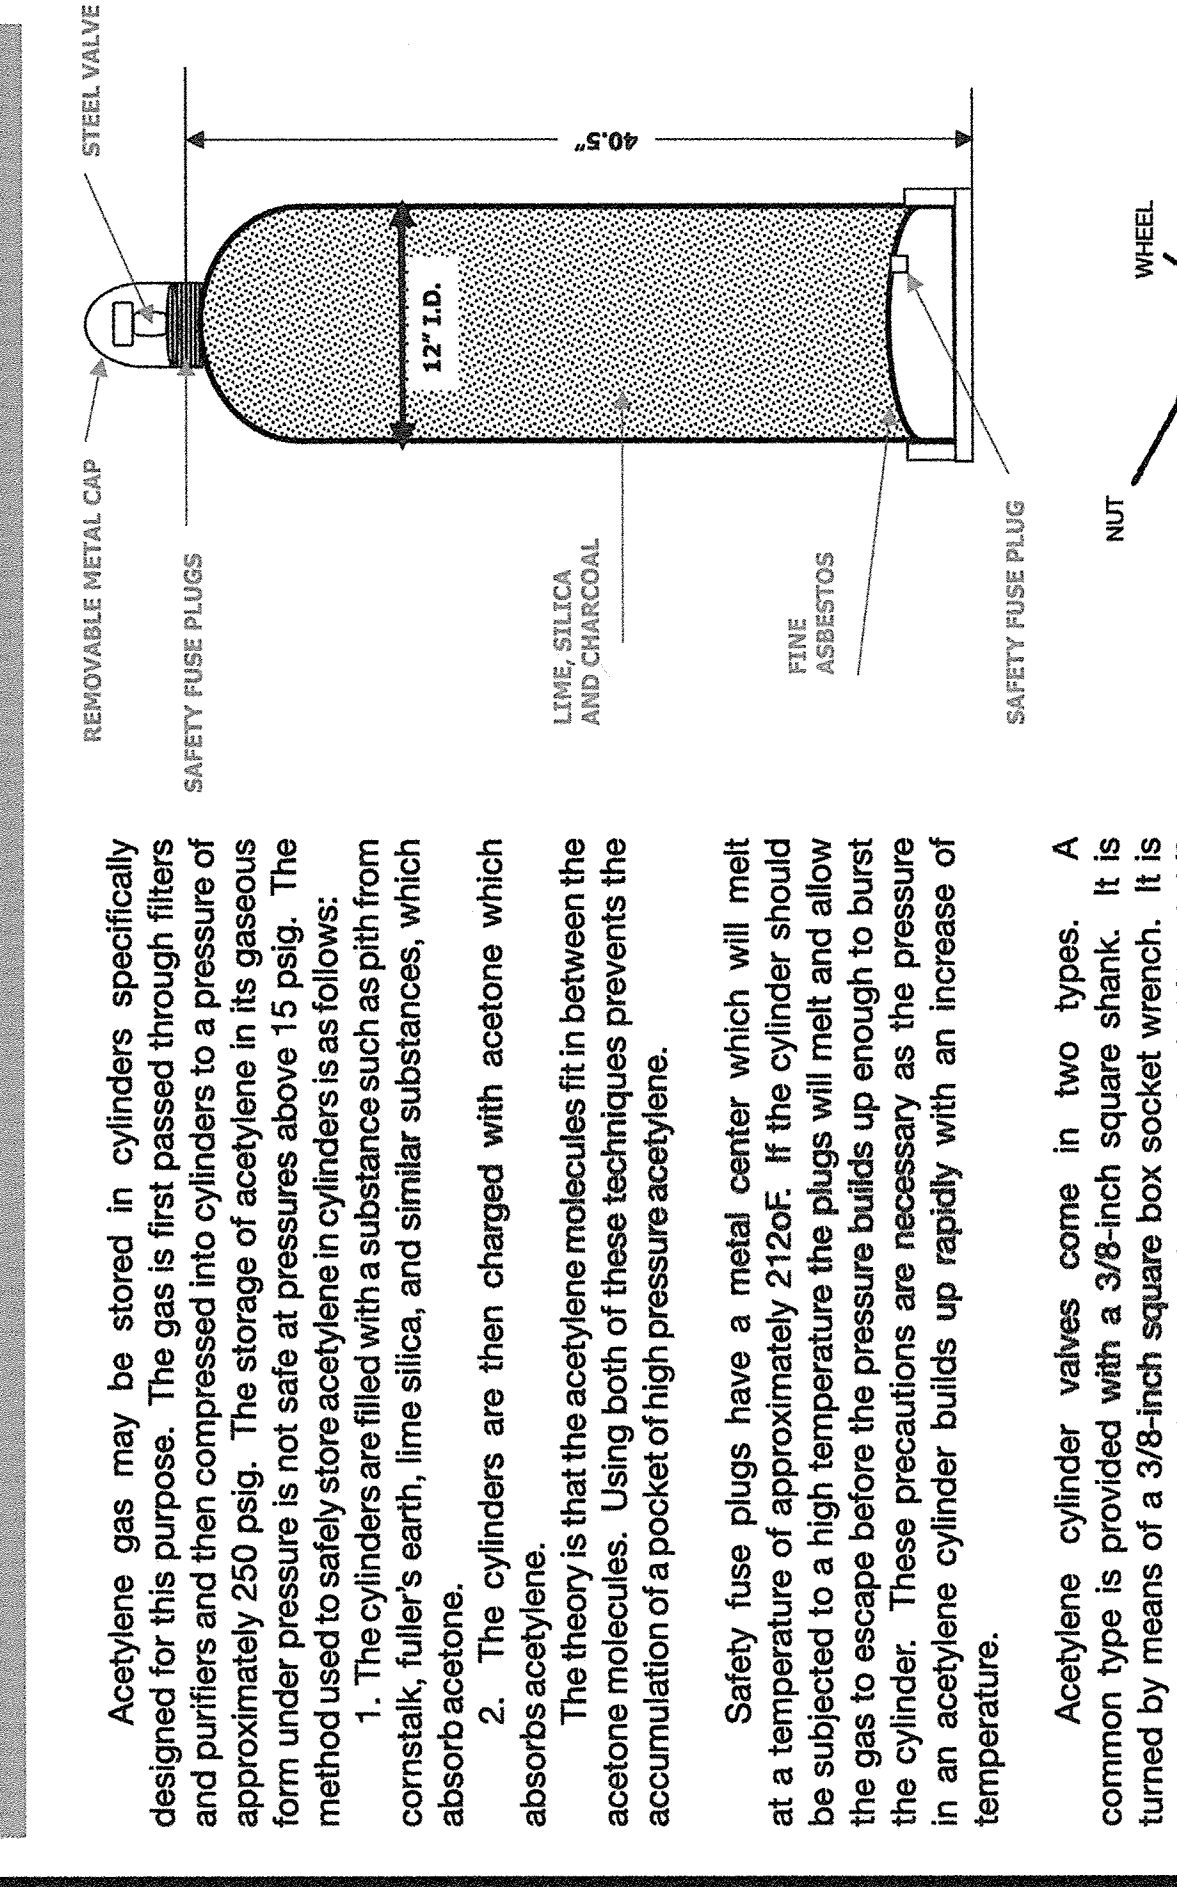 Acetylene gas may be stored in cylinders specifically
designed for this purpose. The gas is first passed through filters
and purifiers and then compressed into cylinders to a pressure of
approximately 250 psig. The storage of acetylene in its gaseous
form under pressure is not safe at pressures above 15 psig. The
method used to safely store acetylene in cylinders is as follows:
1. The cylinders are filled with a substance such as pith from
cornstalk, fuller's earth, lime silica, and similar substances, which
absorb acetone.
2. The cylinders are then charged with acetone which
absorbs acetylene.
The theory is that the acetylene molecules fit in between the
acetone molecules. Using both of these techniques prevents the
accumulation of a pocket of high pressure acetylene.
Safety fuse plugs have a metal center which will melt
at a temperature of approximately 212oF. If the cylinder should
be subjected to a high temperature the plugs will melt and allow
the gas to escape before the pressure builds up enough to burst
the cylinder. These precautions are necessary as the pressure
in an acetylene cylinder builds up rapidly with an increase of
temperature.
Acetylene cylinder valves come in two types. A
common type is provided with a 3/8-inch square shank. It is
turned by means of a 3/8-inch square box socket wrench. It is
REMOVABLE METAL CAP
STEEL VALVE
SAFETY FUSE PLUGS
12" I.D.
40.5"
LIME, SILICA
AND CHARCOAL
FINE
ASBESTOS
SAFETY FUSE PLUG
NUT
WHEEL